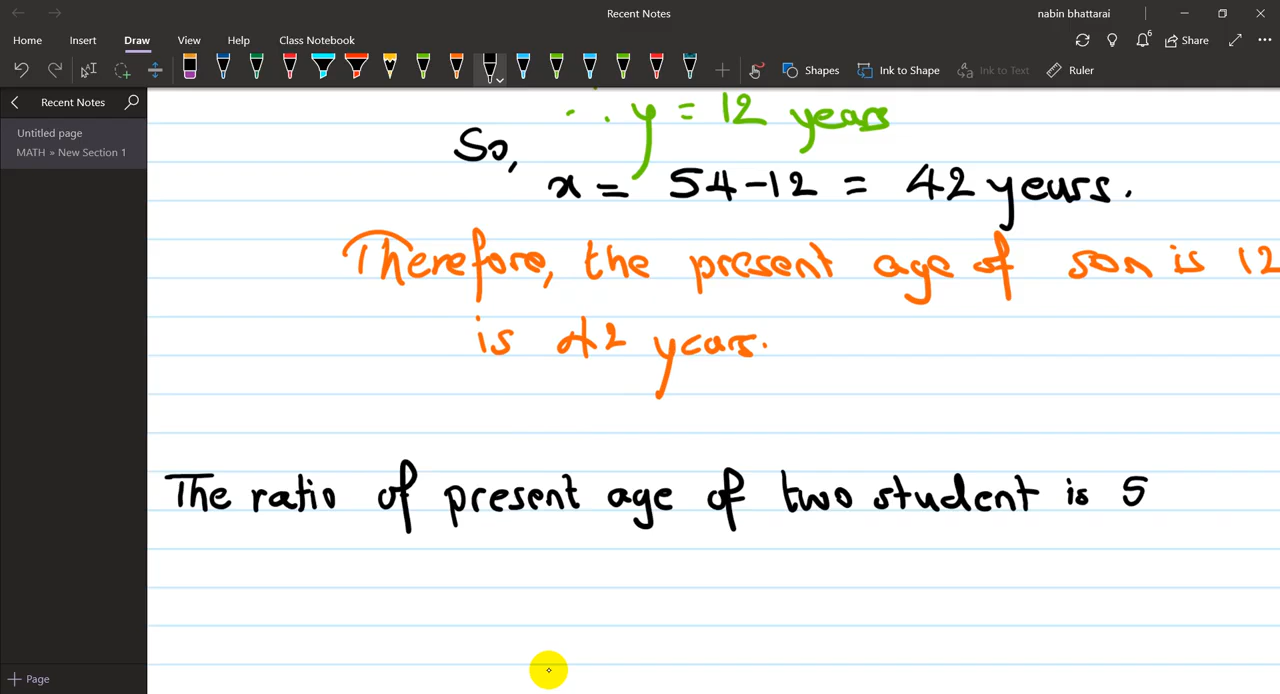 Recent Notes
nabin bhattarai
Home Insert Draw View Help Class Notebook
6 Share
Shapes Ink to Shape Ink to Text Ruler
Recent Notes
Untitled page
MATH » New Section 1
∴ y = 12 years
So,
x = 54-12 = 42 years.
Therefore, the present age of son is 12
is 42 years.
The ratio of present age of two student is 5
Page